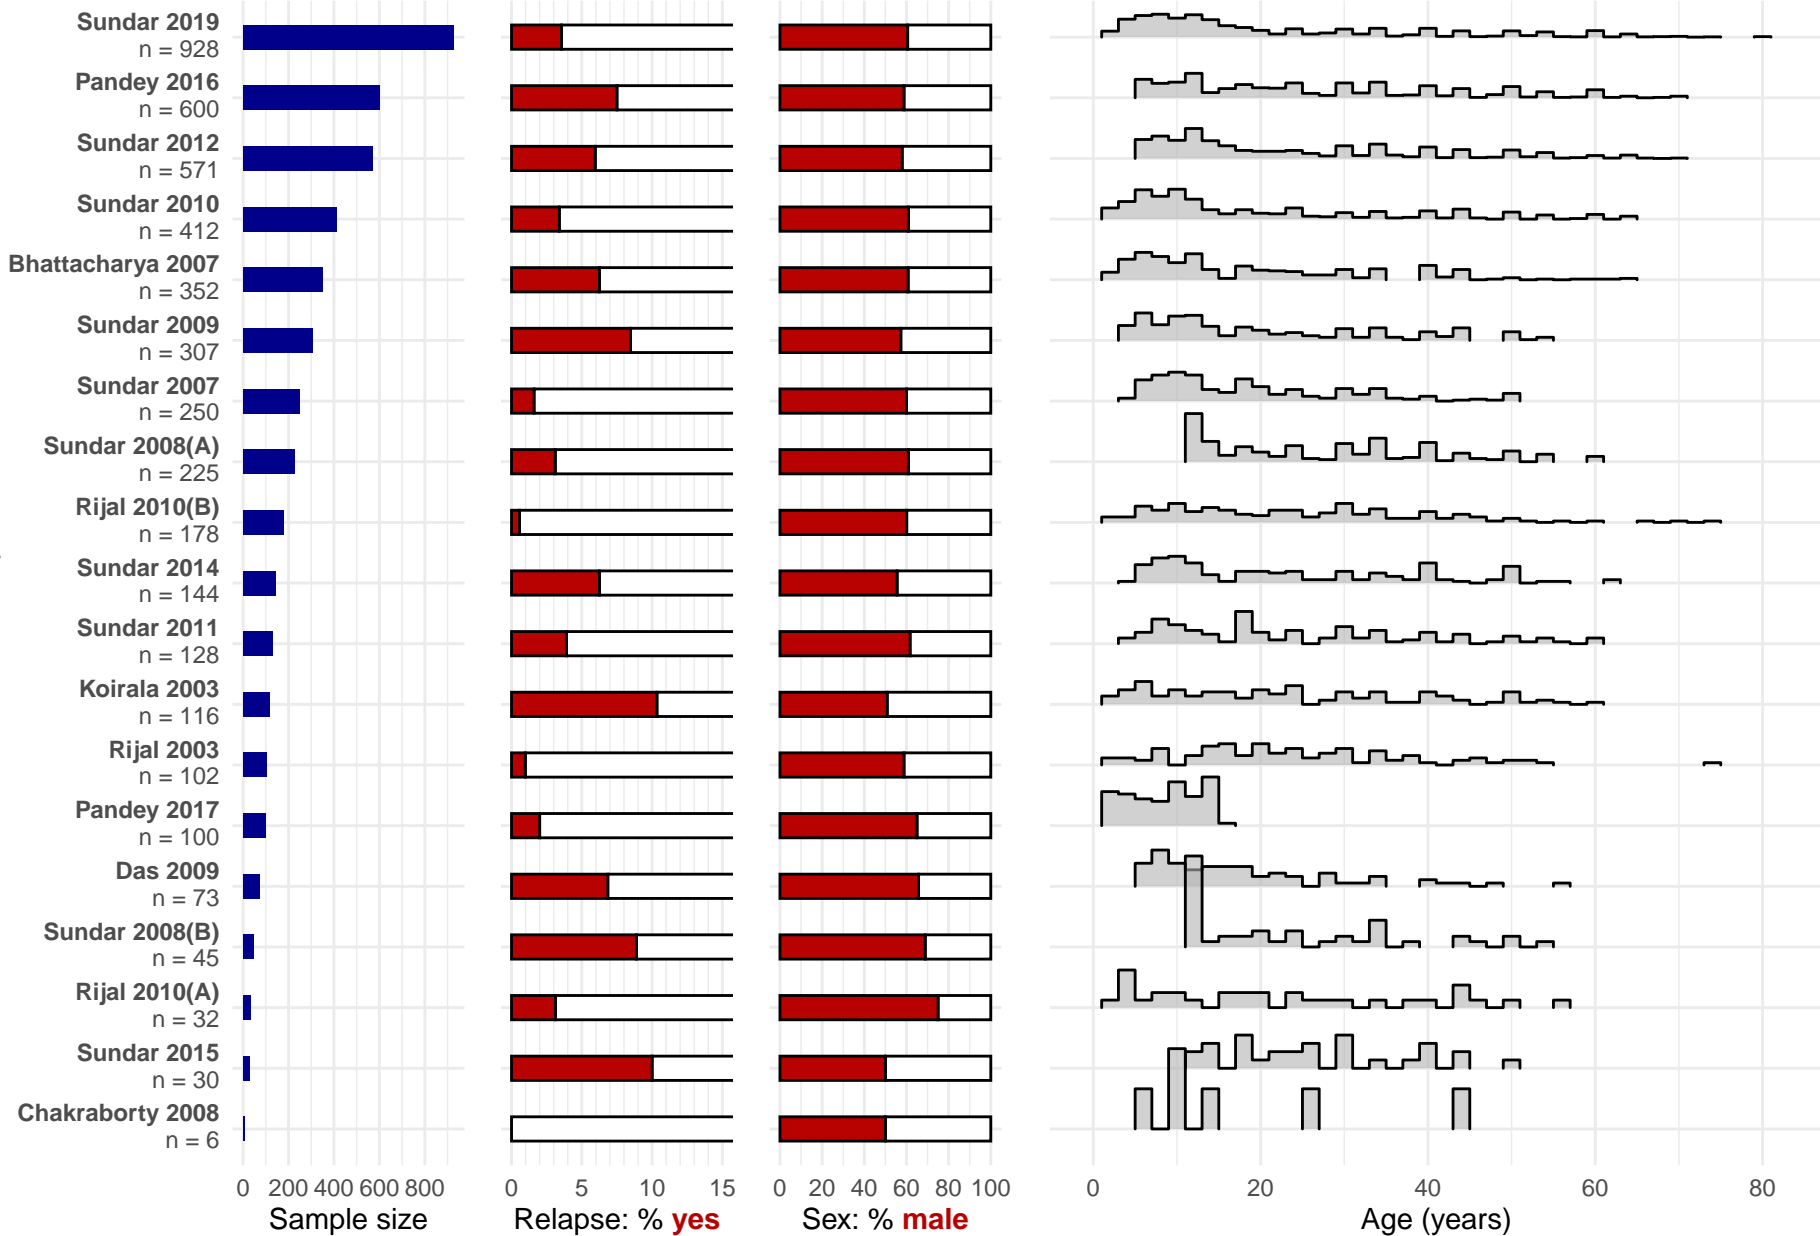 Sundar 2019
n = 928
Pandey 2016
n = 600
Sundar 2012
n = 571
Sundar 2010
n = 412
Bhattacharya 2007
n = 352
Sundar 2009
n = 307
Sundar 2007
n = 250
Sundar 2008(A)
n = 225
Rijal 2010(B)
n = 178
Sundar 2014
n = 144
Sundar 2011
n = 128
Koirala 2003
n = 116
Rijal 2003
n = 102
Pandey 2017
n = 100
Das 2009
n = 73
Sundar 2008(B)
n = 45
Rijal 2010(A)
n = 32
Sundar 2015
n = 30
Chakraborty 2008
n = 6
0 200 400 600 800
Sample size
0 5 10 15
Relapse: % yes
0 20 40 60 80 100
Sex: % male
0 20 40 60 80
Age (years)